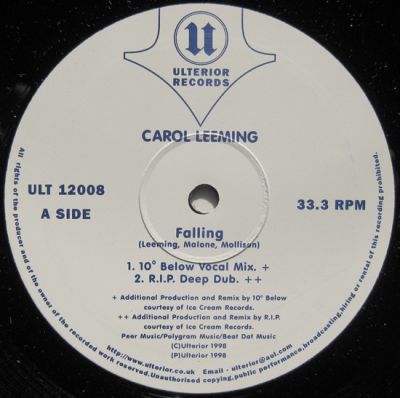 U
ULTERIOR
RECORDS
CAROL LEEMING
ULT 12008
A SIDE
33.3 RPM
Falling
(Leeming, Malone, Mollison)
1. 10° Below Vocal Mix. +
2. R.I.P. Deep Dub. ++
+ Additional Production and Remix by 10° Below
courtesy of Ice Cream Records.
++ Additional Production and Remix by R.I.P.
courtesy of Ice Cream Records.
Peer Music/Polygram Music/Beat Dat Music
(C)Ulterior 1998
(P)Ulterior 1998
http://www.ulterior.co.uk email: ulterior@aol.com
All rights of the producer and of the owner of the recorded work reserved.Unauthorised copying,public performance,broadcasting,hiring or rental of this recording prohibited.